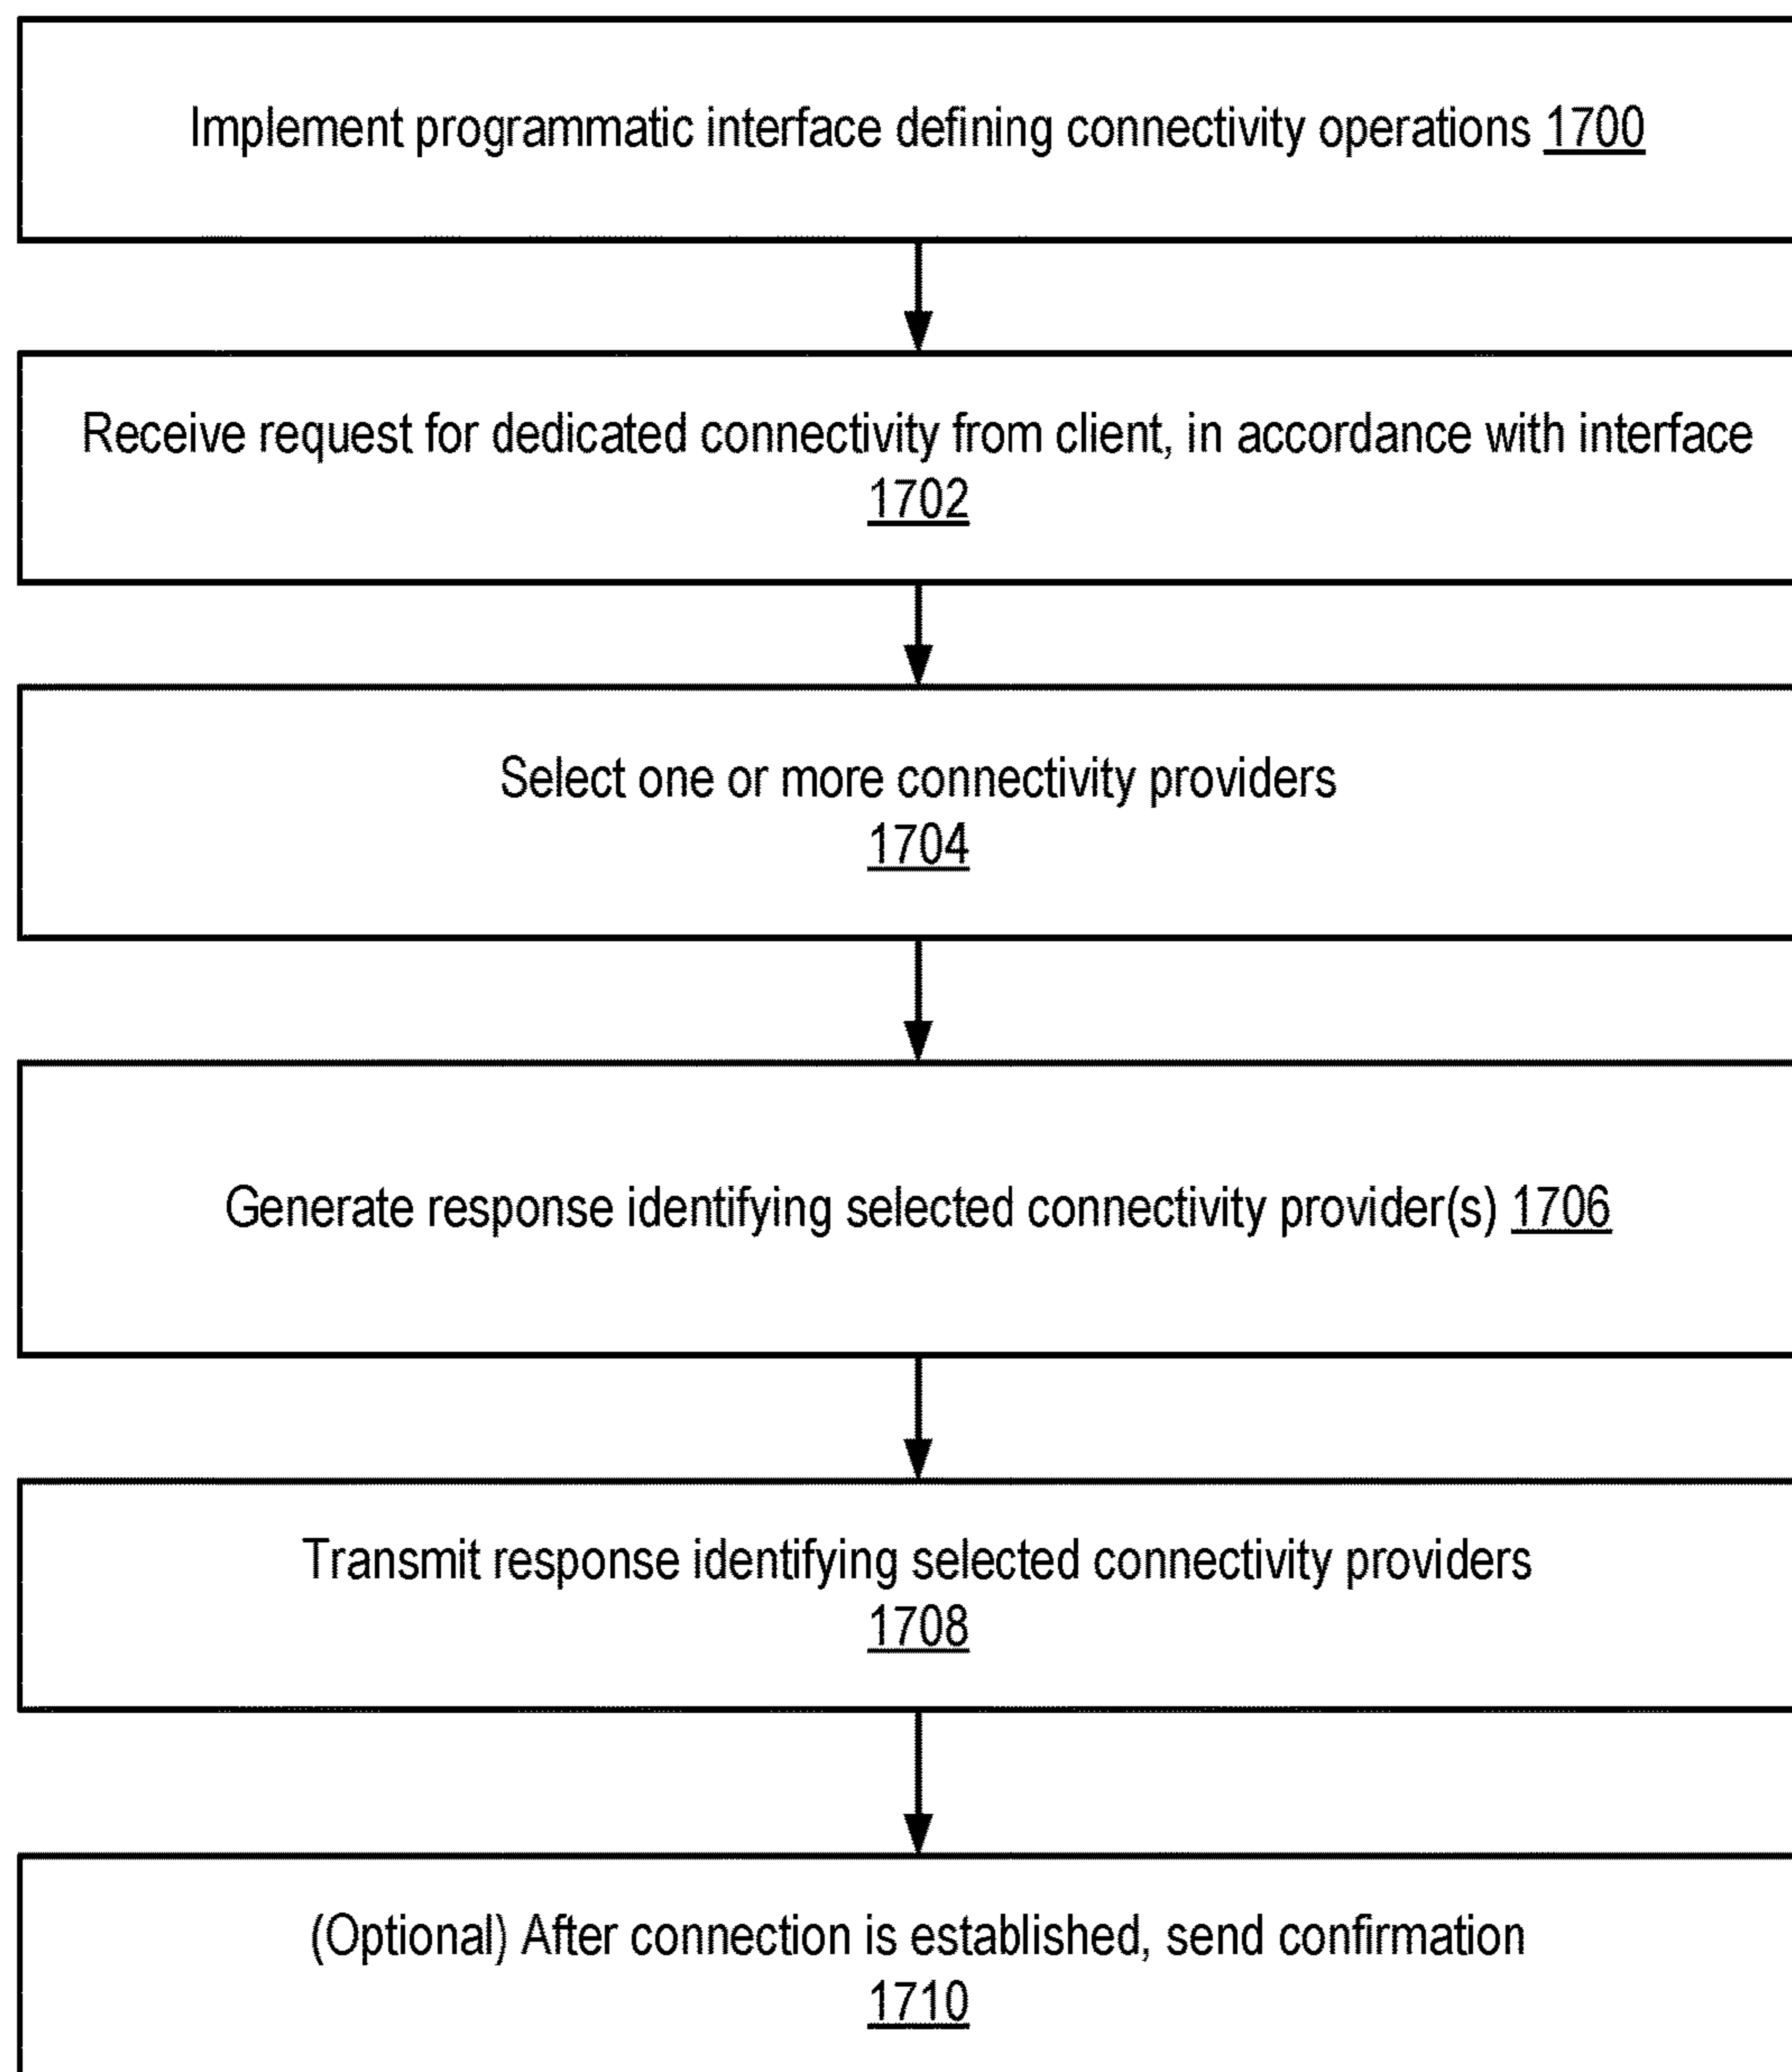 Implement programmatic interface defining connectivity operations 1700
Receive request for dedicated connectivity from client, in accordance with interface
1702
Select one or more connectivity providers
1704
Generate response identifying selected connectivity provider(s) 1706
Transmit response identifying selected connectivity providers
1708
(Optional) After connection is established, send confirmation
1710